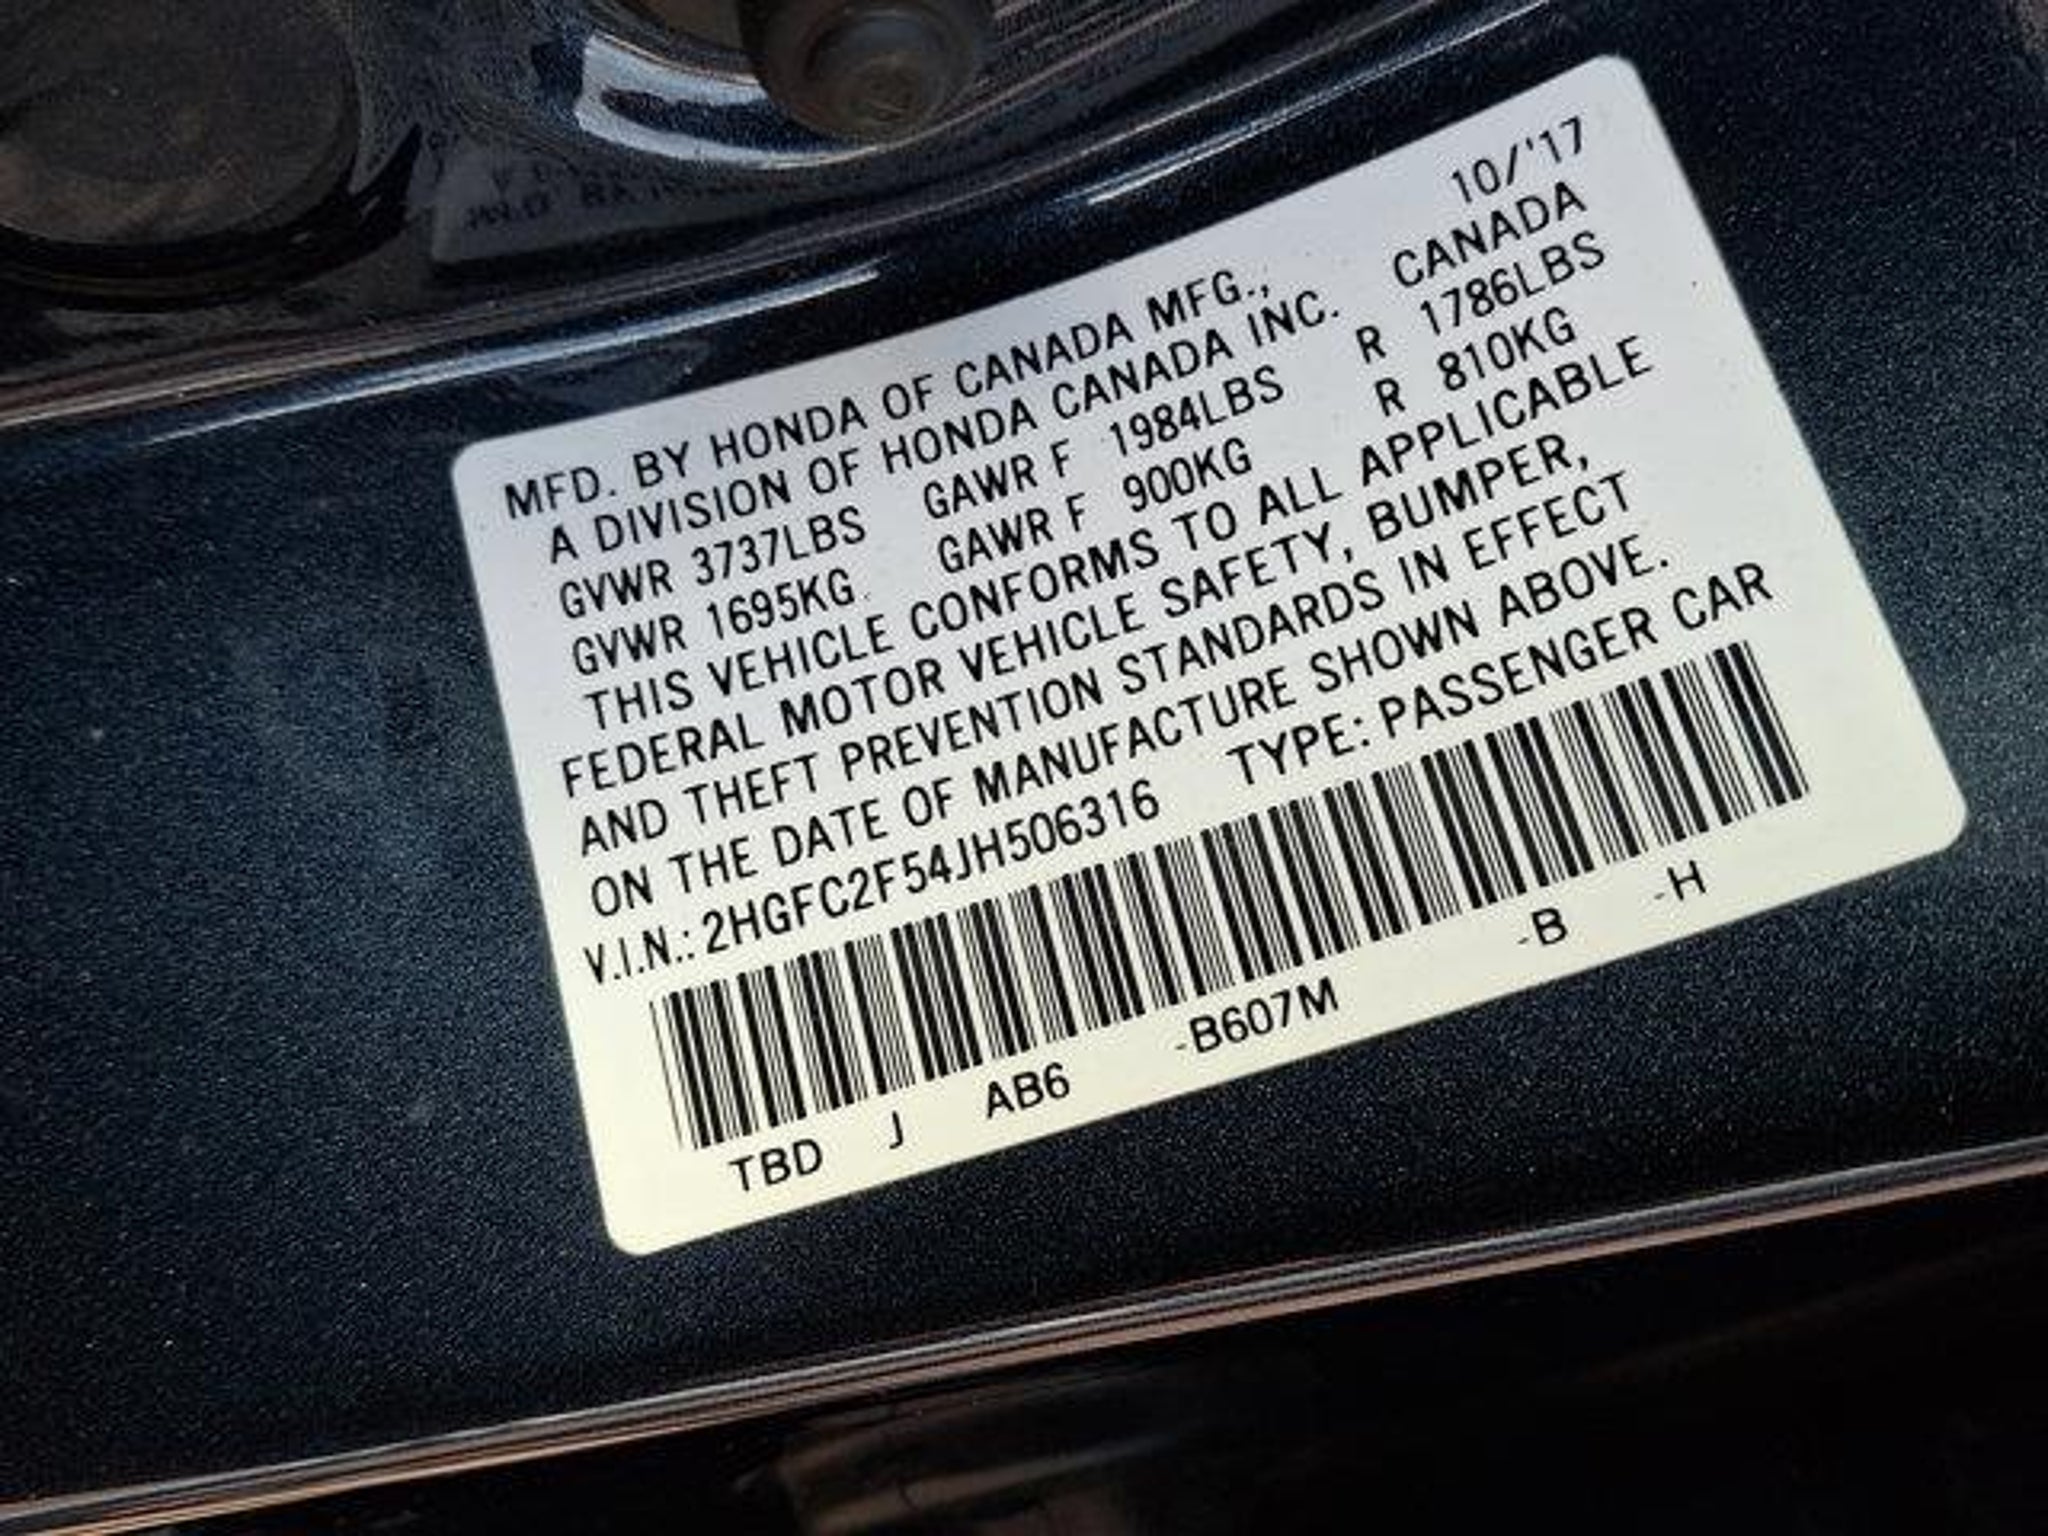 10/'17
MFD. BY HONDA OF CANADA MFG.,
A DIVISION OF HONDA CANADA INC. CANADA
GVWR 3737LBS GAWR F 1984LBS R 1786LBS
GVWR 1695KG GAWR F 900KG R 810KG
THIS VEHICLE CONFORMS TO ALL APPLICABLE
FEDERAL MOTOR VEHICLE SAFETY, BUMPER,
AND THEFT PREVENTION STANDARDS IN EFFECT
ON THE DATE OF MANUFACTURE SHOWN ABOVE.
V.I.N.: 2HGFC2F54JH506316 TYPE: PASSENGER CAR
TBD J AB6 -B607M -B -H